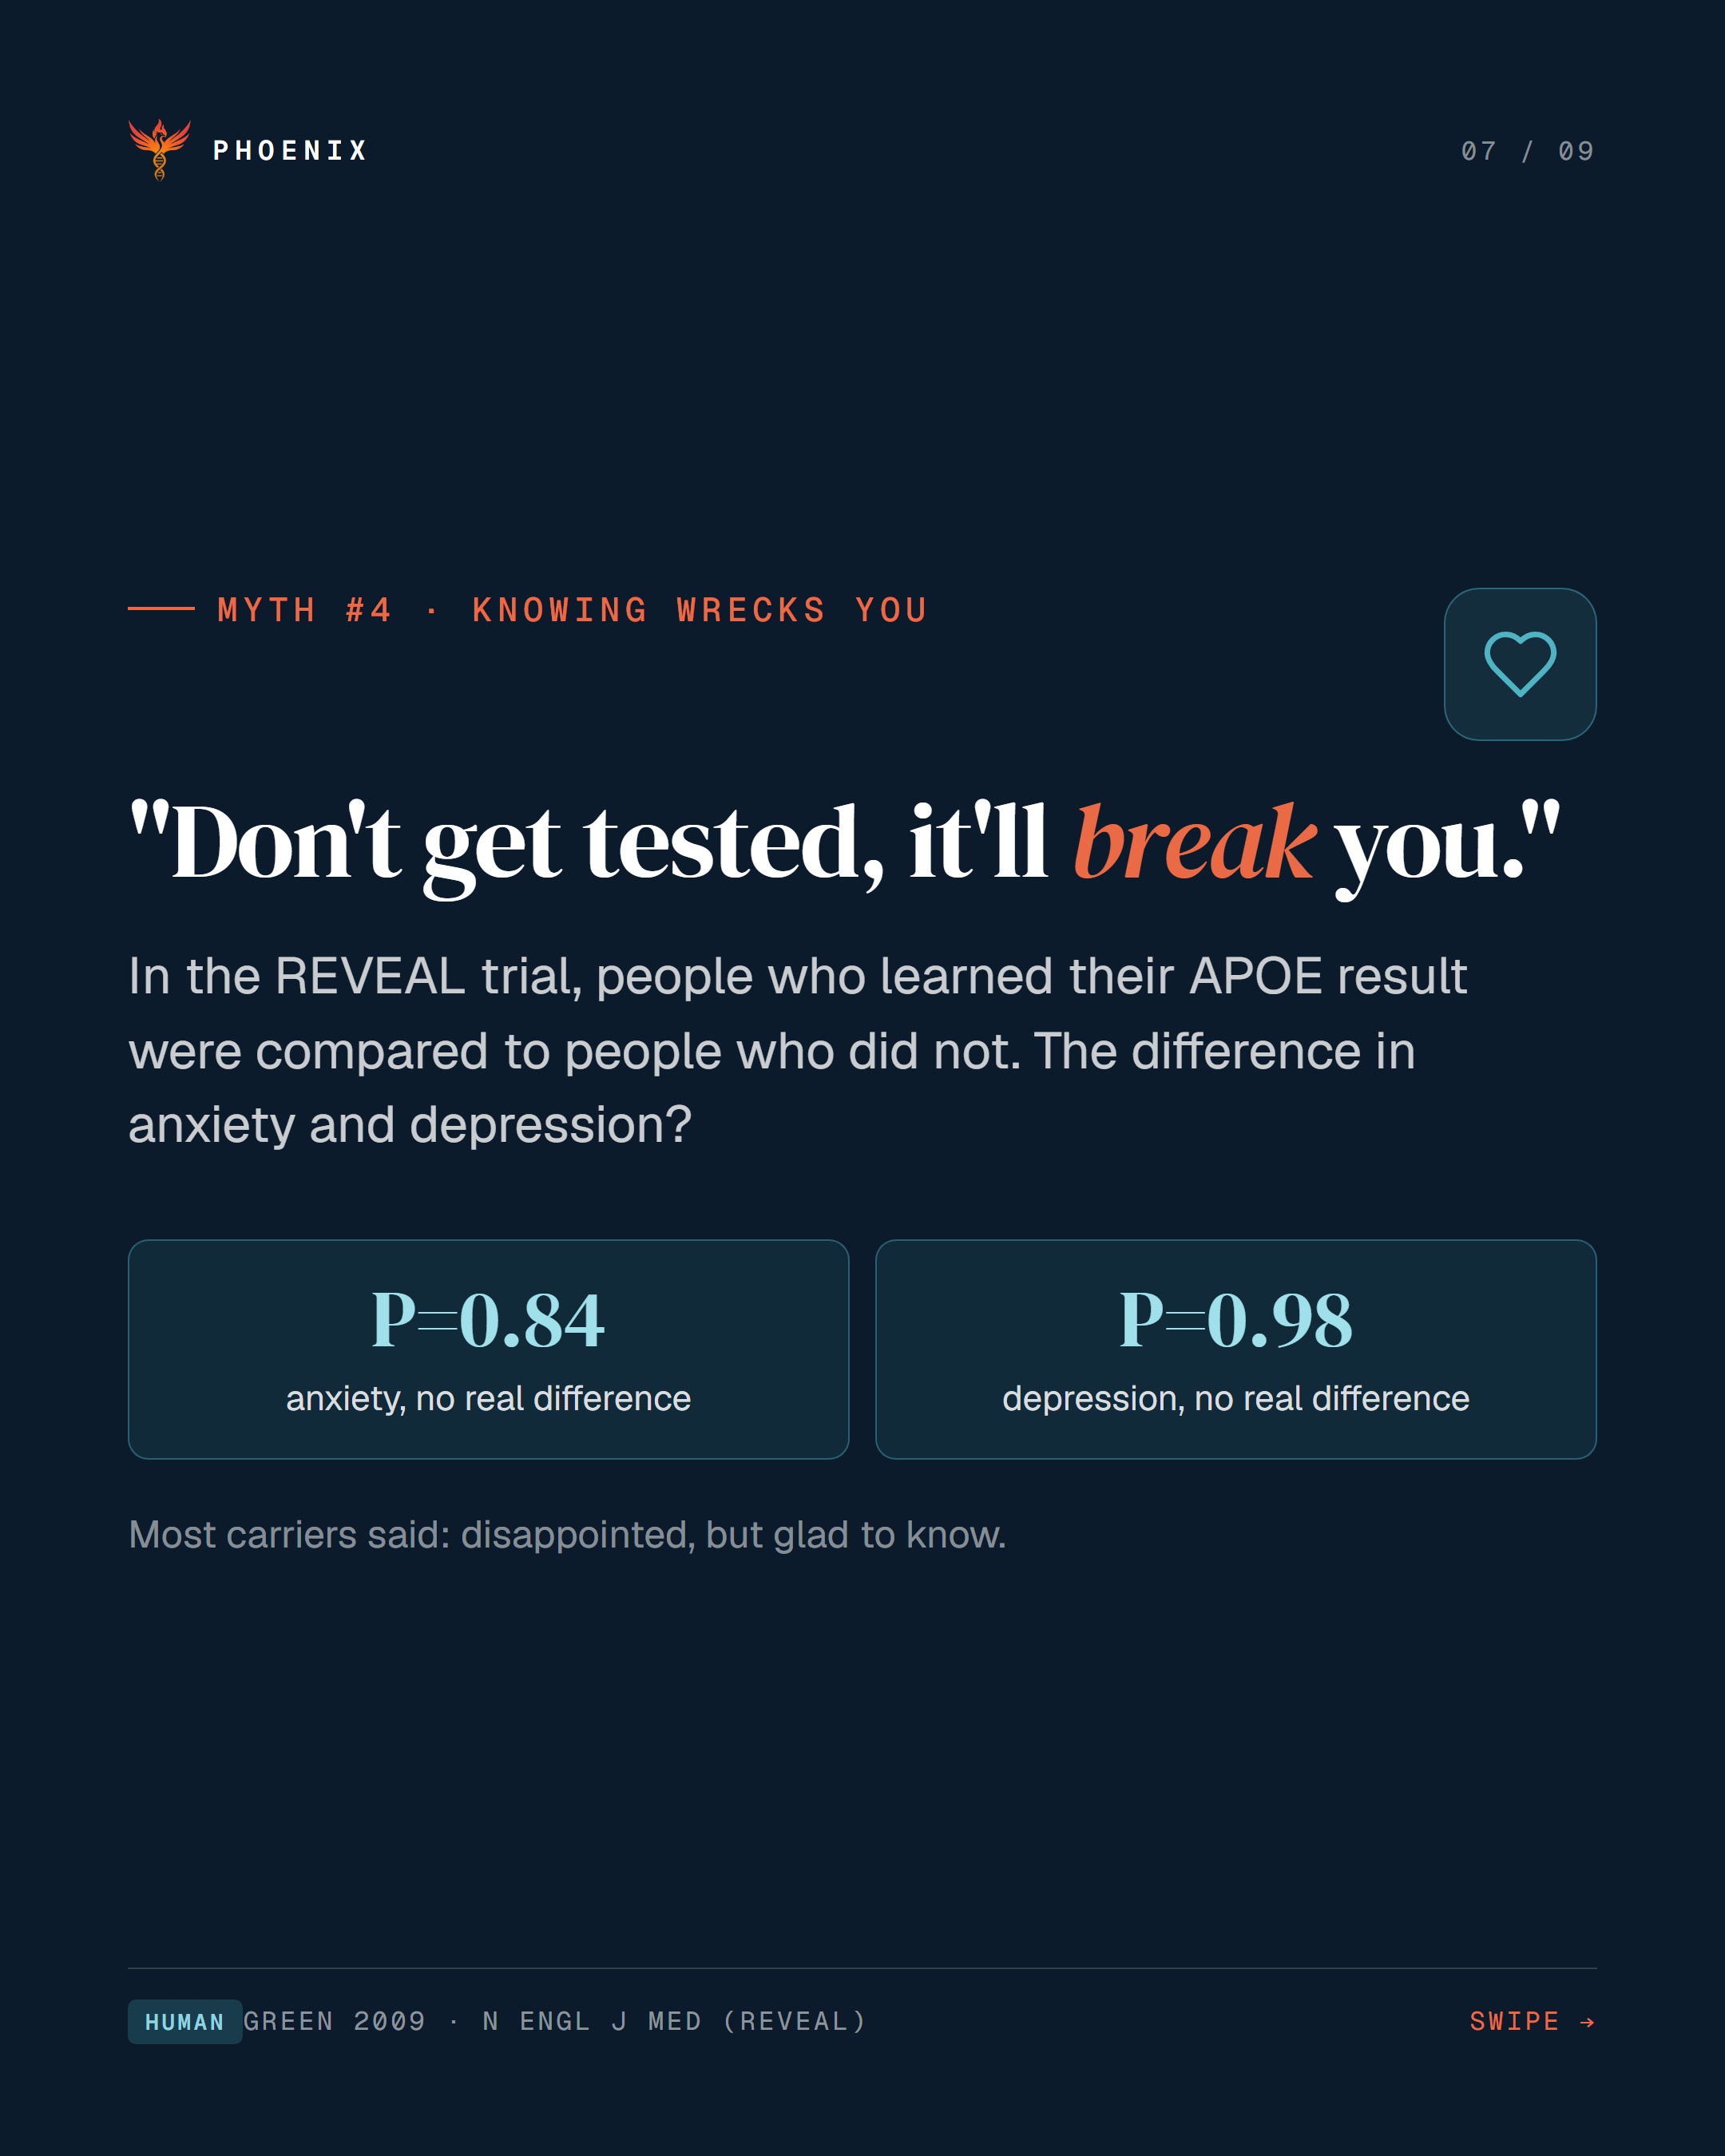 PHOENIX
07 / 09
MYTH #4 · KNOWING WRECKS YOU
"Don't get tested, it'll break you."
In the REVEAL trial, people who learned their APOE result
were compared to people who did not. The difference in
anxiety and depression?
P=0.84
anxiety, no real difference
P=0.98
depression, no real difference
Most carriers said: disappointed, but glad to know.
HUMAN GREEN 2009 · N ENGL J MED (REVEAL)
SWIPE →